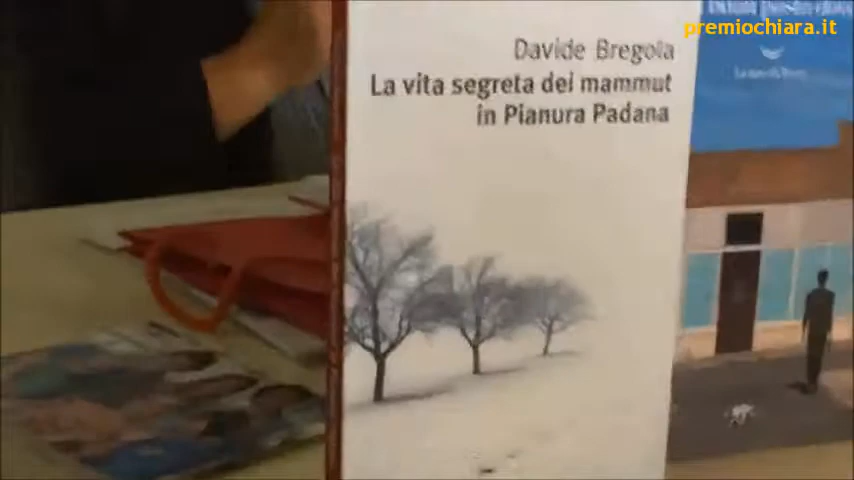 premiochiara.it
Davide Bregola
La vita segreta dei mammut
in Pianura Padana